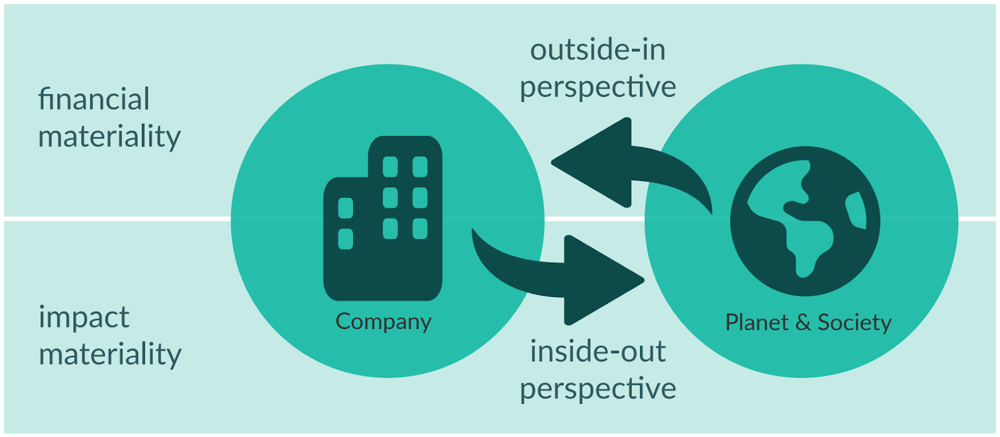 financial
materiality
outside-in
perspective
Company
Planet & Society
impact
materiality
inside-out
perspective